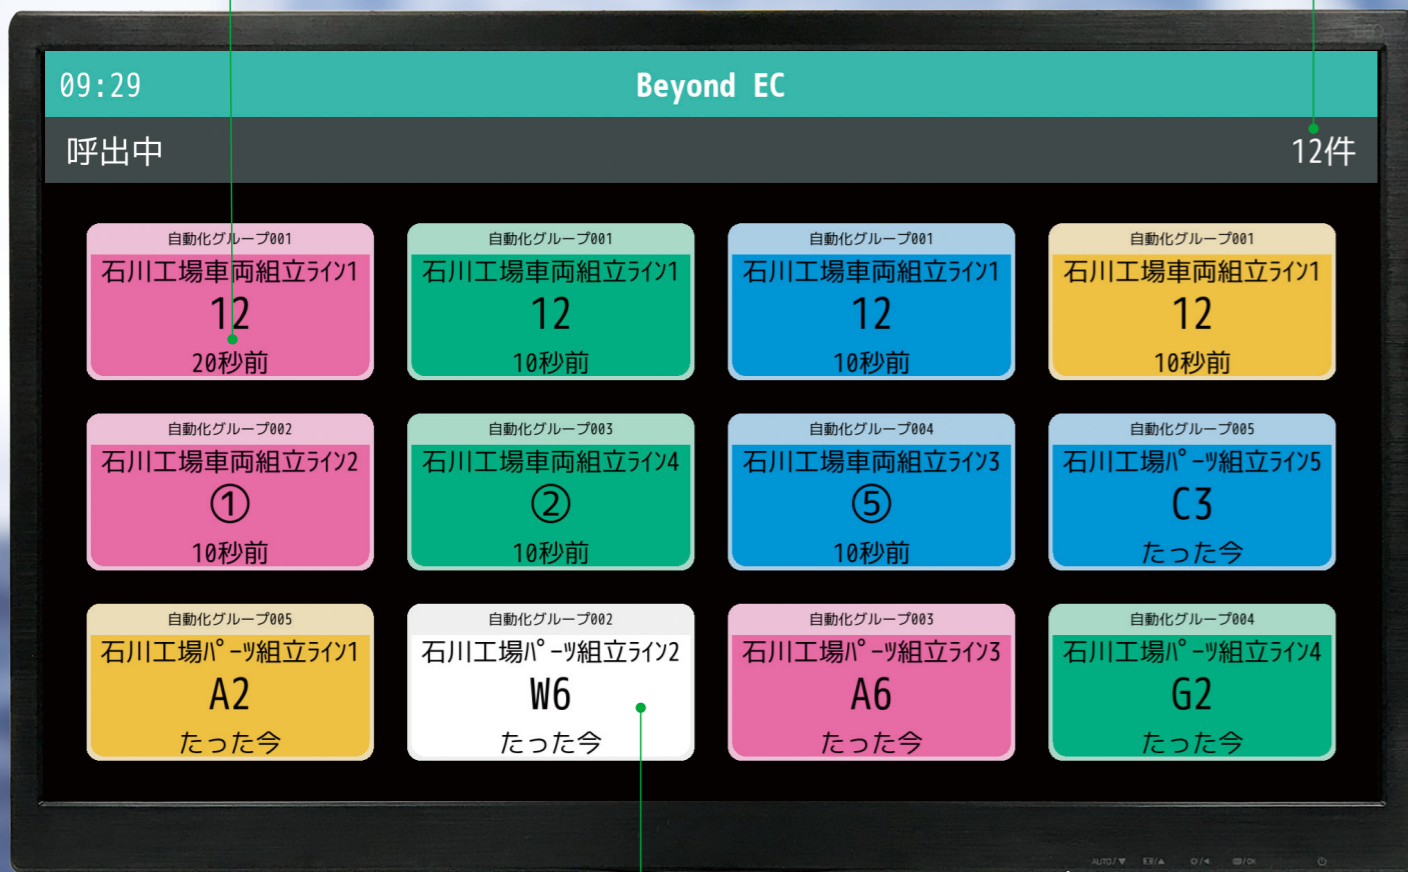 09:29
Beyond EC
呼出中
12件
自動化グループ001
石川工場車両組立ﾗｲﾝ1
12
20秒前
自動化グループ001
石川工場車両組立ﾗｲﾝ1
12
10秒前
自動化グループ001
石川工場車両組立ﾗｲﾝ1
12
10秒前
自動化グループ001
石川工場車両組立ﾗｲﾝ1
12
10秒前
自動化グループ002
石川工場車両組立ﾗｲﾝ2
①
10秒前
自動化グループ003
石川工場車両組立ﾗｲﾝ4
②
10秒前
自動化グループ004
石川工場車両組立ﾗｲﾝ3
⑤
10秒前
自動化グループ005
石川工場ﾊﾟｰﾂ組立ﾗｲﾝ5
C3
たった今
自動化グループ005
石川工場ﾊﾟｰﾂ組立ﾗｲﾝ1
A2
たった今
自動化グループ002
石川工場ﾊﾟｰﾂ組立ﾗｲﾝ2
W6
たった今
自動化グループ003
石川工場ﾊﾟｰﾂ組立ﾗｲﾝ3
A6
たった今
自動化グループ004
石川工場ﾊﾟｰﾂ組立ﾗｲﾝ4
G2
たった今
AUTO/▼